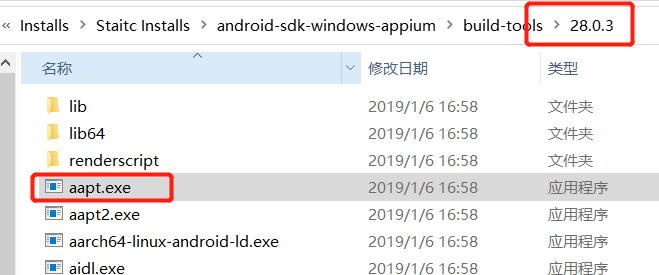 « Installs > Staitc Installs > android-sdk-windows-appium > build-tools > 28.0.3
名称 修改日期 类型
lib 2019/1/6 16:58 文件夹
lib64 2019/1/6 16:58 文件夹
renderscript 2019/1/6 16:58 文件夹
aapt.exe 2019/1/6 16:58 应用程序
aapt2.exe 2019/1/6 16:58 应用程序
aarch64-linux-android-ld.exe 2019/1/6 16:58 应用程序
aidl.exe 2019/1/6 16:58 应用程序